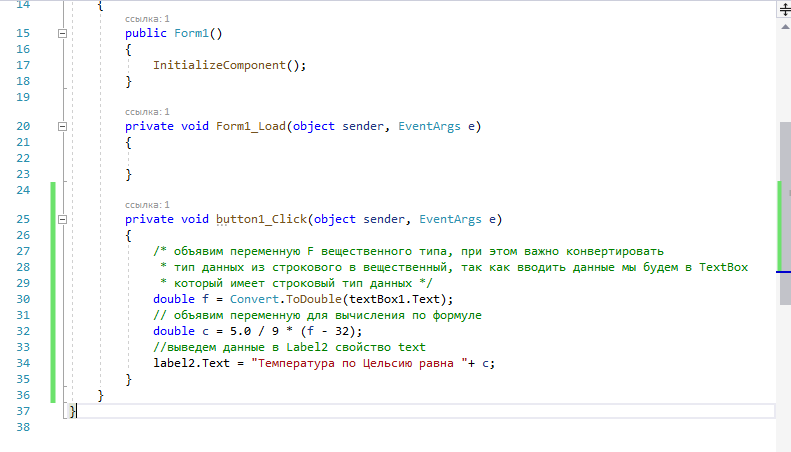 14 {
ссылка: 1
15 public Form1()
16 {
17 InitializeComponent();
18 }
19
ссылка: 1
20 private void Form1_Load(object sender, EventArgs e)
21 {
22
23 }
24
ссылка: 1
25 private void button1_Click(object sender, EventArgs e)
26 {
27 /* объявим переменную F вещественного типа, при этом важно конвертировать
28 * тип данных из строкового в вещественный, так как вводить данные мы будем в TextBox
29 * который имеет строковый тип данных */
30 double f = Convert.ToDouble(textBox1.Text);
31 // объявим переменную для вычисления по формуле
32 double c = 5.0 / 9 * (f - 32);
33 //выведем данные в Label2 свойство text
34 label2.Text = "Температура по Цельсию равна "+ c;
35 }
36 }
37 }
38